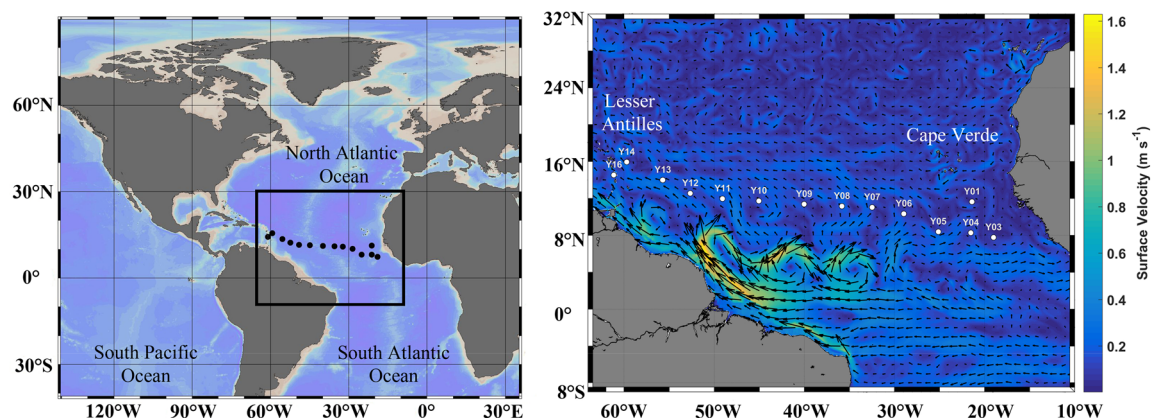 60°N
30°N
0°
30°S
120°W
90°W
60°W
30°W
0°
30°E
North Atlantic
Ocean
South Pacific
Ocean
South Atlantic
Ocean
32°N
24°N
16°N
8°N
0°
8°S
60°W
50°W
40°W
30°W
20°W
10°W
Lesser
Antilles
Cape Verde
Y14
Y16
Y13
Y12
Y11
Y10
Y09
Y08
Y07
Y06
Y05
Y04
Y03
Y01
1.6
1.4
1.2
1
0.8
0.6
0.4
0.2
Surface Velocity (m s⁻¹)